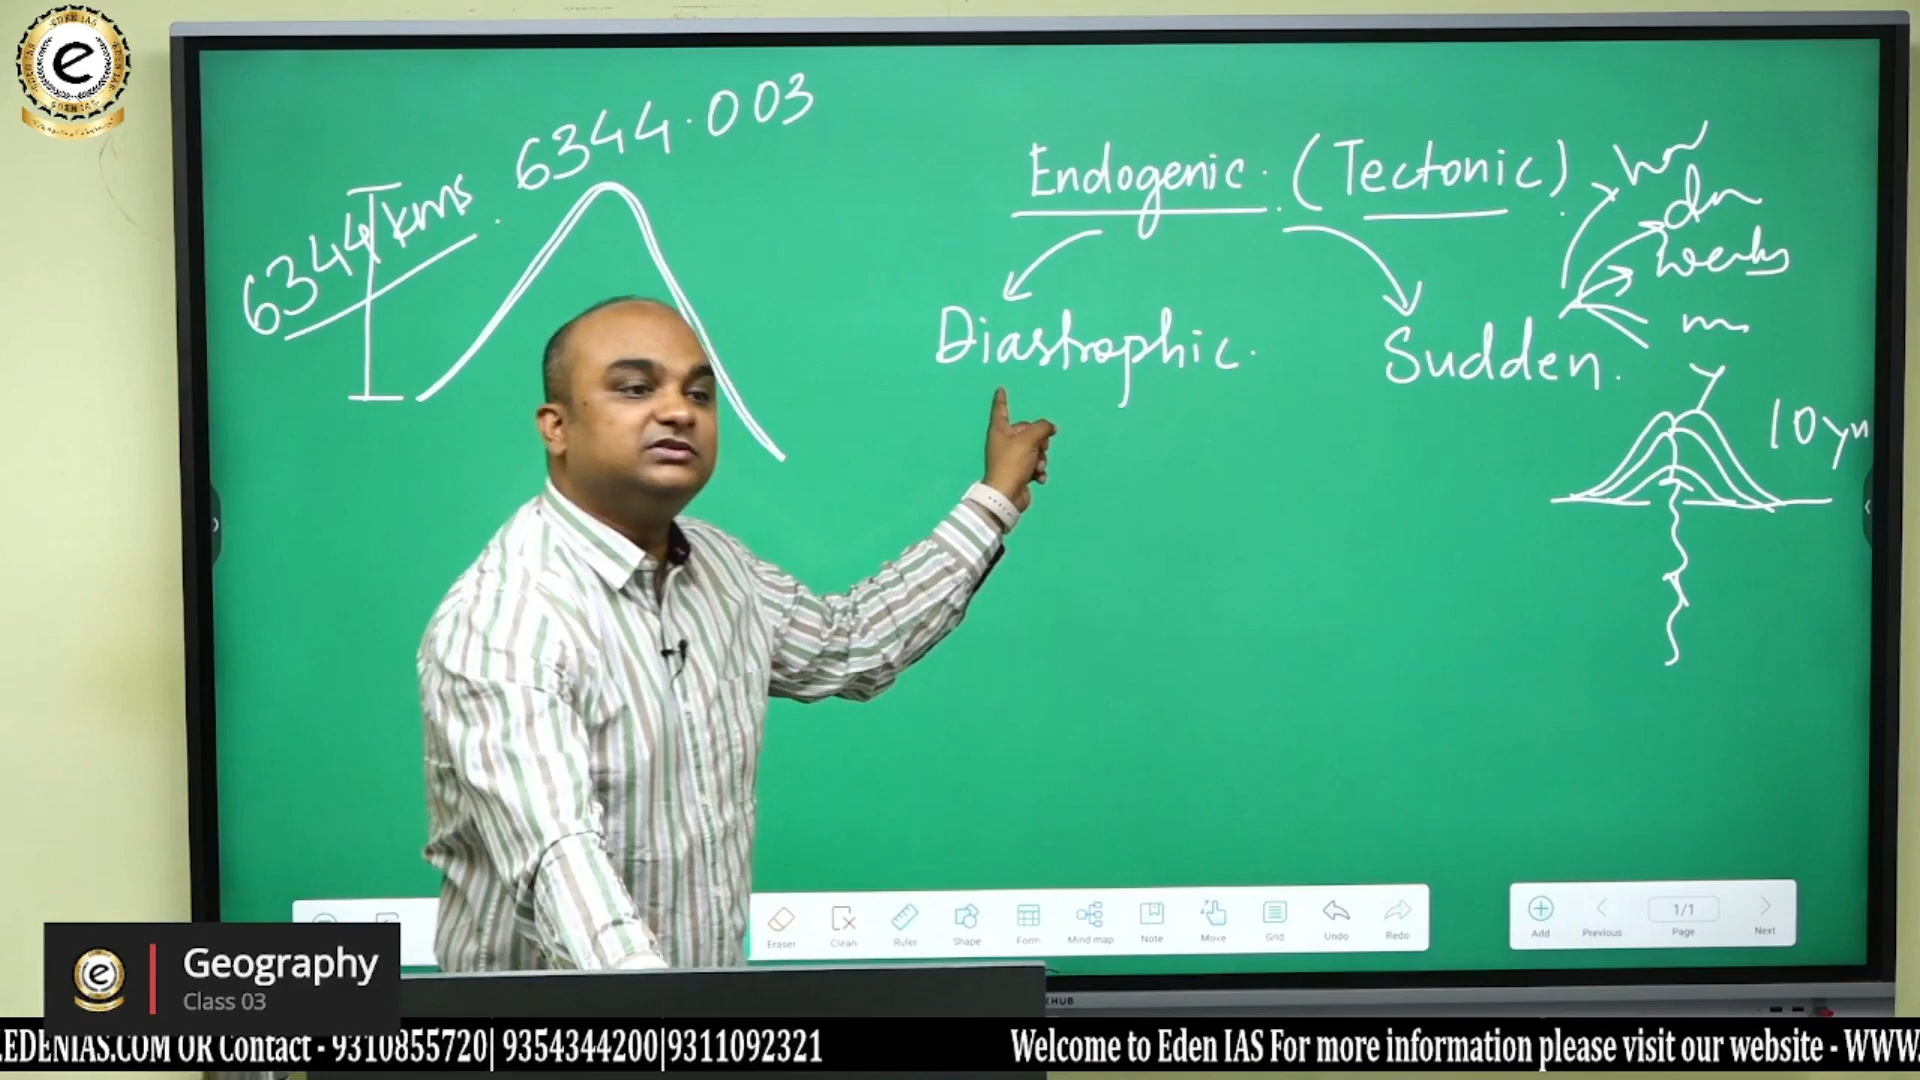 EDEN IAS
6344 kms.
6344.003
Endogenic. (Tectonic).
Diastrophic.
Sudden.
weeks
m
y
10 yrs
Eraser
Clean
Ruler
Shape
Form
Mind map
Note
Move
Grid
Undo
Redo
Add
Previous
1/1
Page
Next
Geography
Class 03
.EDENIAS.COM OR Contact - 9310855720| 9354344200|9311092321 Welcome to Eden IAS For more information please visit our website - WWW.